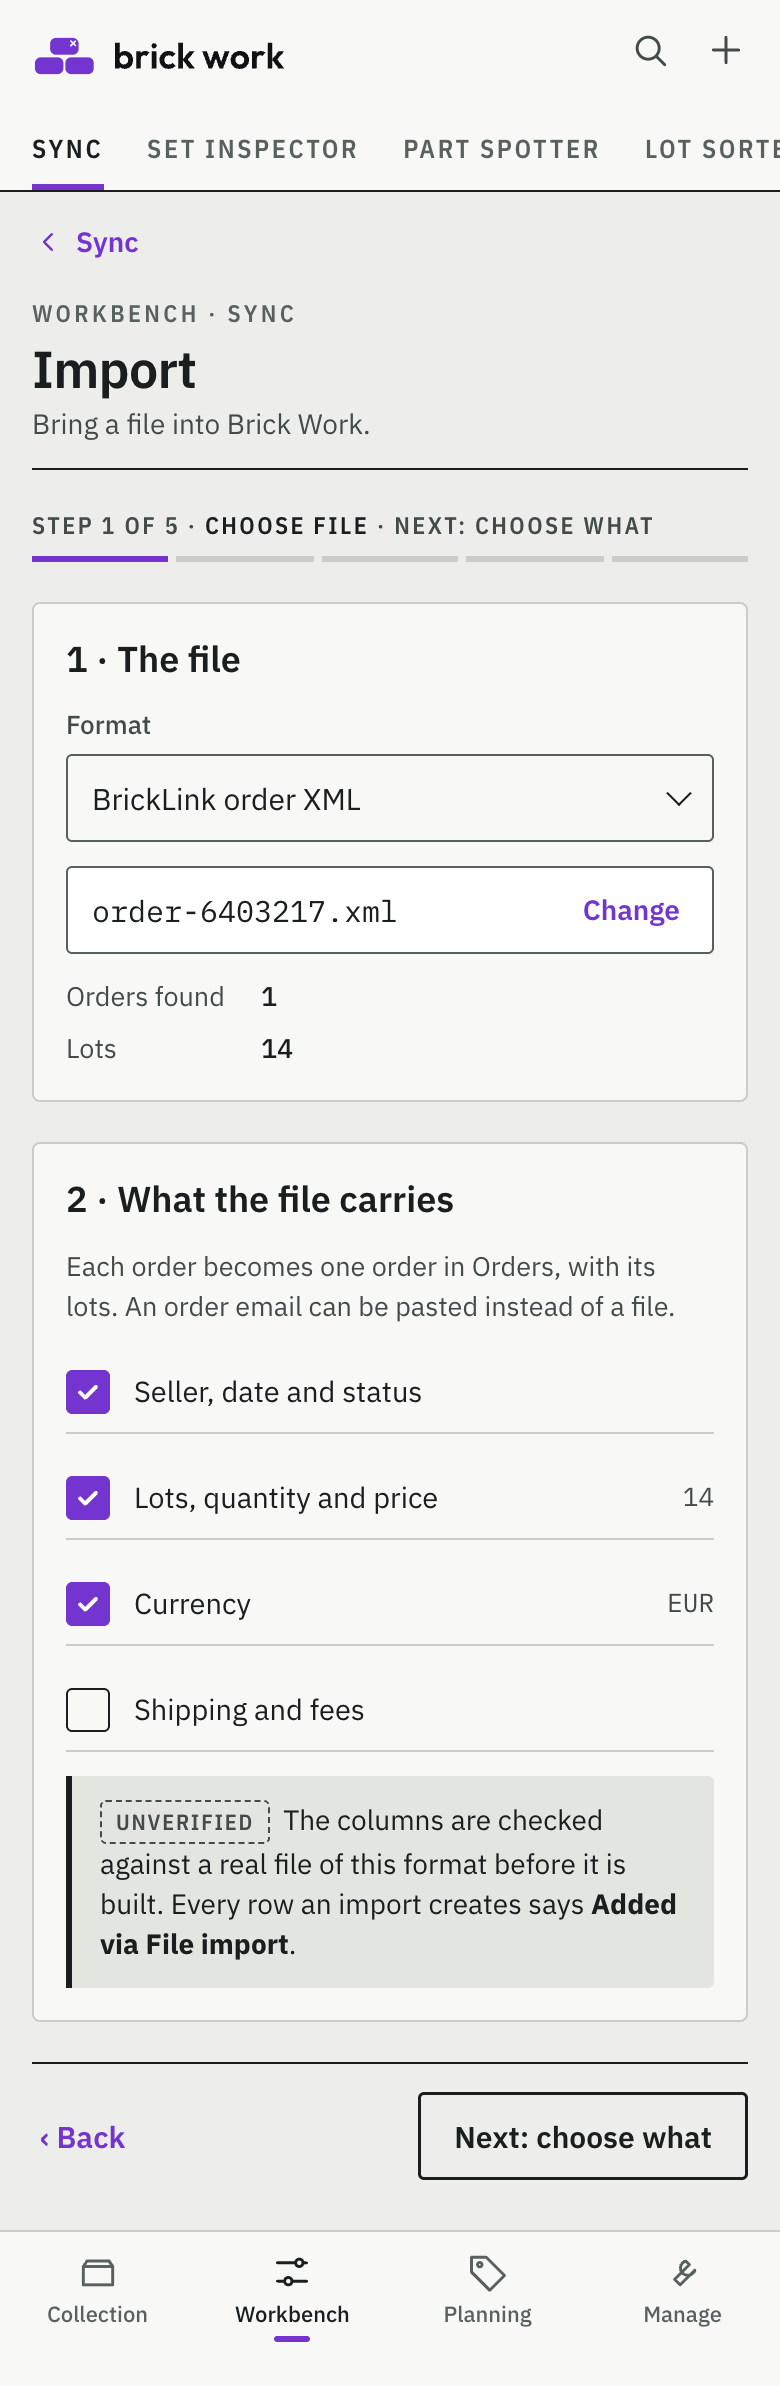 brick work
SYNC SET INSPECTOR PART SPOTTER LOT SORTE
Sync
WORKBENCH · SYNC
Import
Bring a file into Brick Work.
STEP 1 OF 5 · CHOOSE FILE · NEXT: CHOOSE WHAT
1 · The file
Format
BrickLink order XML
order-6403217.xml Change
Orders found 1
Lots 14
2 · What the file carries
Each order becomes one order in Orders, with its
lots. An order email can be pasted instead of a file.
Seller, date and status
Lots, quantity and price 14
Currency EUR
Shipping and fees
UNVERIFIED The columns are checked
against a real file of this format before it is
built. Every row an import creates says Added
via File import.
‹ Back Next: choose what
Collection Workbench Planning Manage